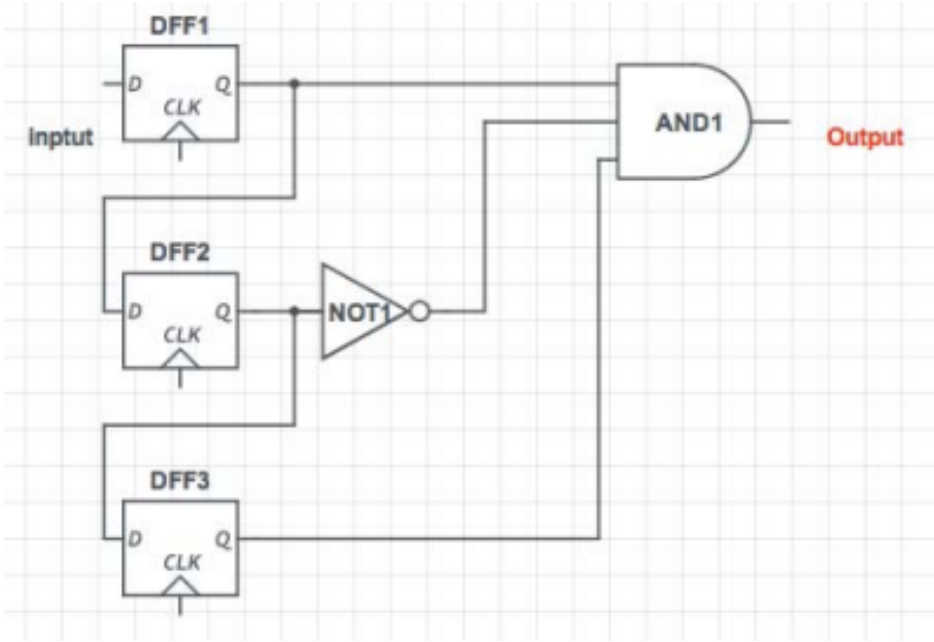 DFF1
D Q
CLK
Inptut
AND1
Output
DFF2
D Q
CLK
NOT1
DFF3
D Q
CLK